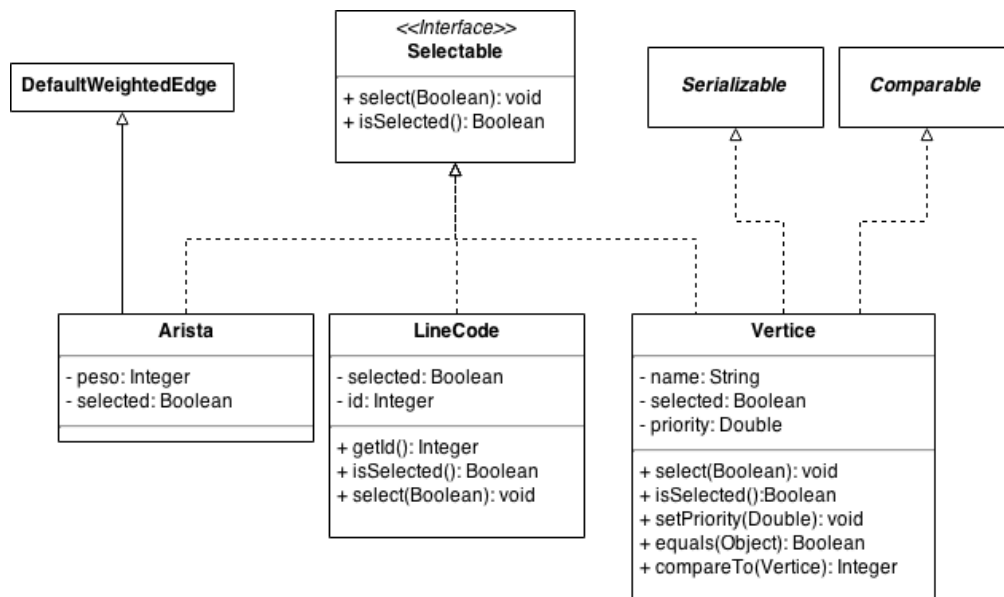 <<Interface>>
Selectable
+ select(Boolean): void
+ isSelected(): Boolean
DefaultWeightedEdge
Serializable
Comparable
Arista
- peso: Integer
- selected: Boolean
LineCode
- selected: Boolean
- id: Integer
+ getId(): Integer
+ isSelected(): Boolean
+ select(Boolean): void
Vertice
- name: String
- selected: Boolean
- priority: Double
+ select(Boolean): void
+ isSelected():Boolean
+ setPriority(Double): void
+ equals(Object): Boolean
+ compareTo(Vertice): Integer